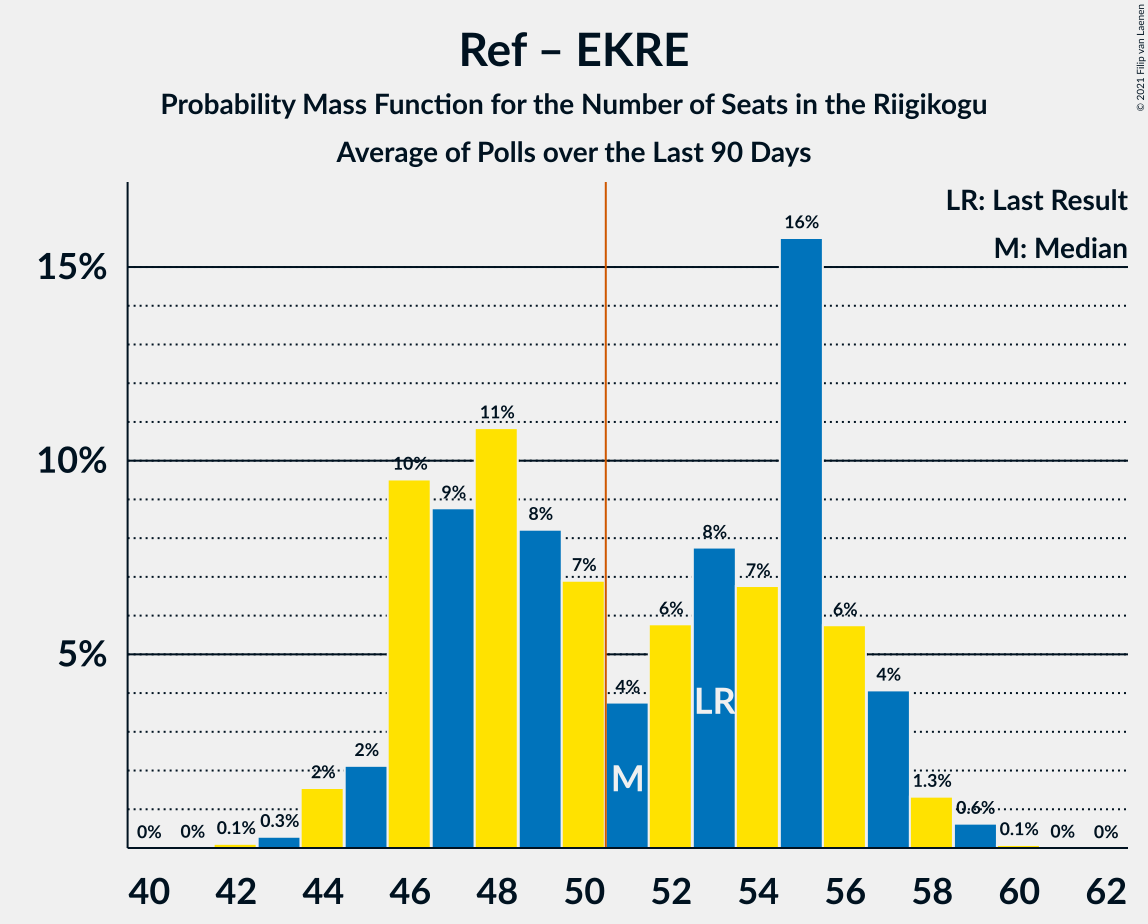 Ref – EKRE
Probability Mass Function for the Number of Seats in the Riigikogu
Average of Polls over the Last 90 Days
© 2021 Filip van Laenen
LR: Last Result
M: Median
15%
10%
5%
0%
0%
0.1%
0.3%
2%
2%
10%
9%
11%
8%
7%
4%
6%
8%
7%
16%
6%
4%
1.3%
0.6%
0.1%
0%
0%
M
LR
40 42 44 46 48 50 52 54 56 58 60 62